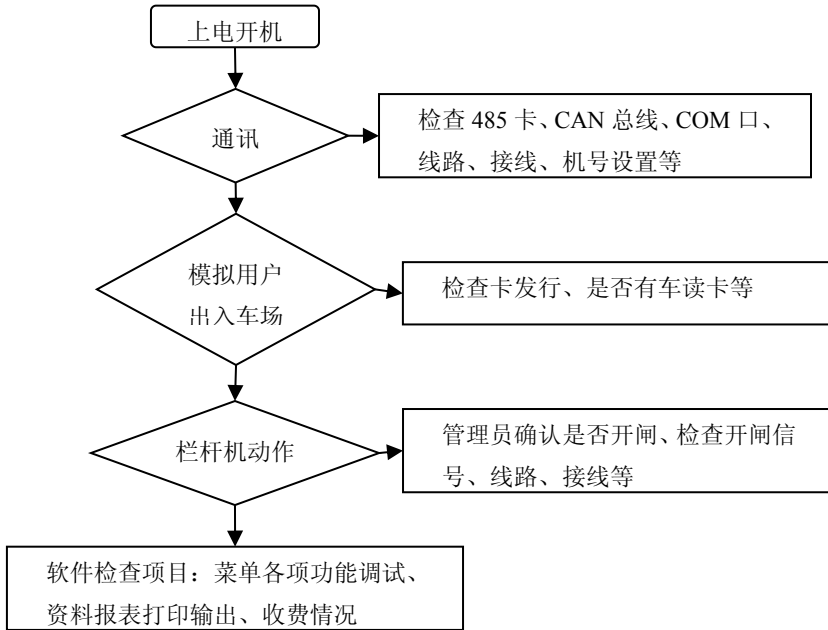 上电开机
通讯
检查 485 卡、CAN 总线、COM 口、
线路、接线、机号设置等
模拟用户
出入车场
检查卡发行、是否有车读卡等
栏杆机动作
管理员确认是否开闸、检查开闸信
号、线路、接线等
软件检查项目：菜单各项功能调试、
资料报表打印输出、收费情况